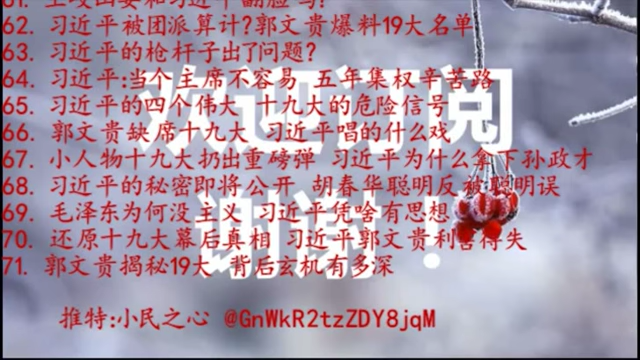 翻脸吗?
62. 习近平被团派算计?郭文贵爆料19大名单
63. 习近平的枪杆子出了问题?
64. 习近平:当个主席不容易 五年集权辛苦路
65. 习近平的四个伟大 十九大的危险信号
66. 郭文贵缺席十九大 习近平唱的什么戏
67. 小人物十九大扔出重磅弹 习近平为什么拿下孙政才
68. 习近平的秘密即将公开 胡春华聪明反被聪明误
69. 毛泽东为何没主义 习近平凭啥有思想
70. 还原十九大幕后真相 习近平郭文贵利害得失
71. 郭文贵揭秘19大 背后玄机有多深
欢迎订阅
谢谢!
推特:小民之心 @GnWkR2tzZDY8jqM